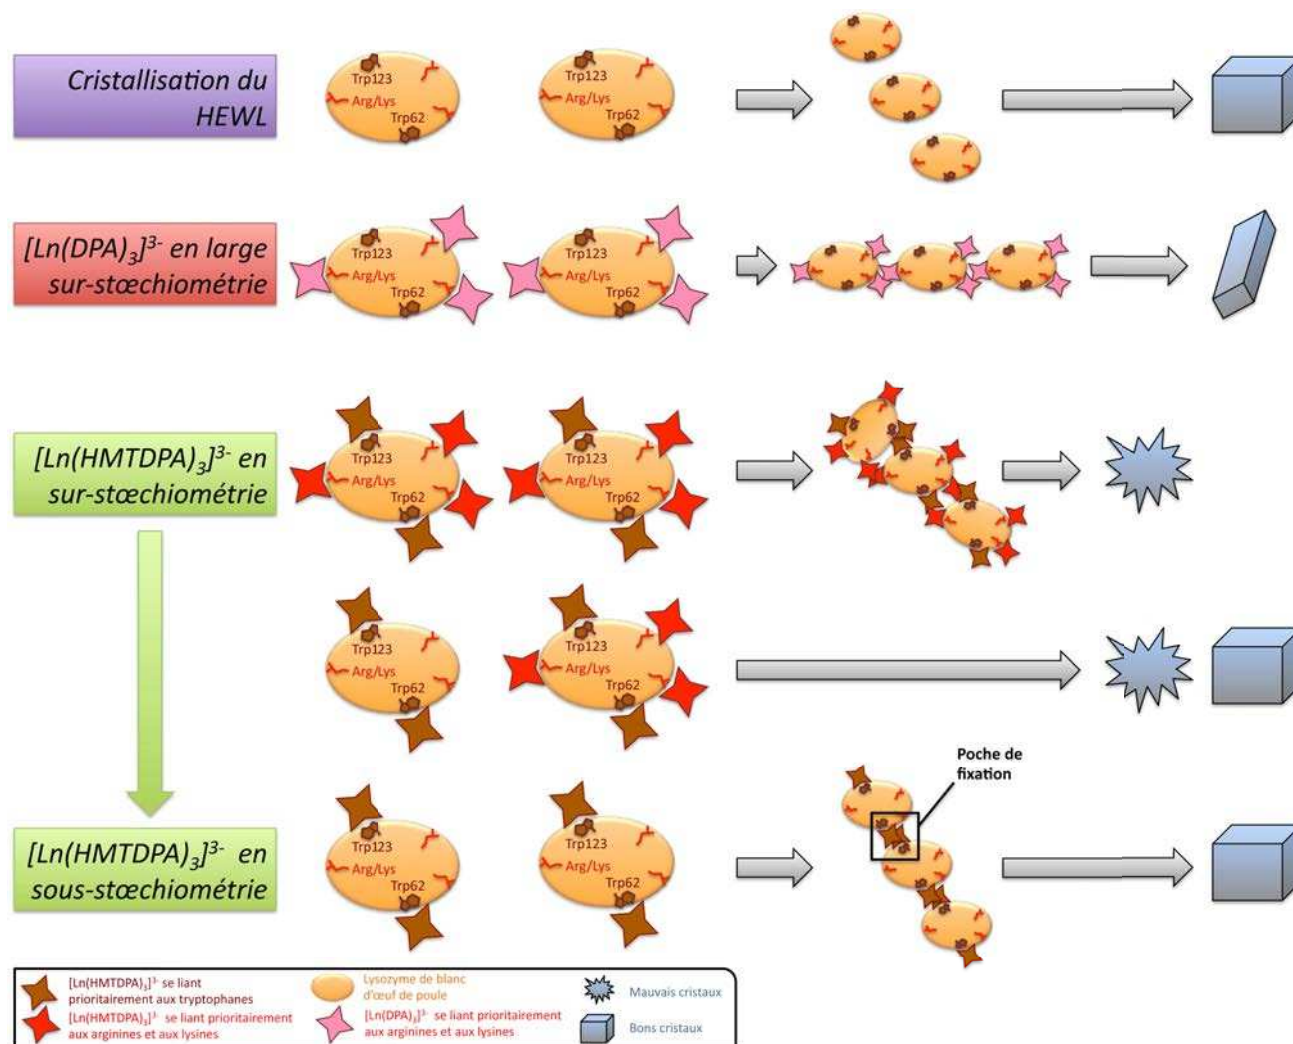 Cristallisation du
HEWL
Trp123
Arg/Lys
Trp62
Trp123
Arg/Lys
Trp62
[Ln(DPA)₃]³⁻ en large
sur-stœchiométrie
Trp123
Arg/Lys
Trp62
Trp123
Arg/Lys
Trp62
[Ln(HMTDPA)₃]³⁻ en
sur-stœchiométrie
Trp123
Arg/Lys
Trp62
Trp123
Arg/Lys
Trp62
Trp123
Arg/Lys
Trp62
Trp123
Arg/Lys
Trp62
Poche de
fixation
[Ln(HMTDPA)₃]³⁻ en
sous-stœchiométrie
Trp123
Arg/Lys
Trp62
Trp123
Arg/Lys
Trp62
[Ln(HMTDPA)₃]³⁻ se liant
prioritairement aux tryptophanes
[Ln(HMTDPA)₃]³⁻ se liant prioritairement
aux arginines et aux lysines
Lysozyme de blanc
d'œuf de poule
[Ln(DPA)₃]³⁻ se liant prioritairement
aux arginines et aux lysines
Mauvais cristaux
Bons cristaux